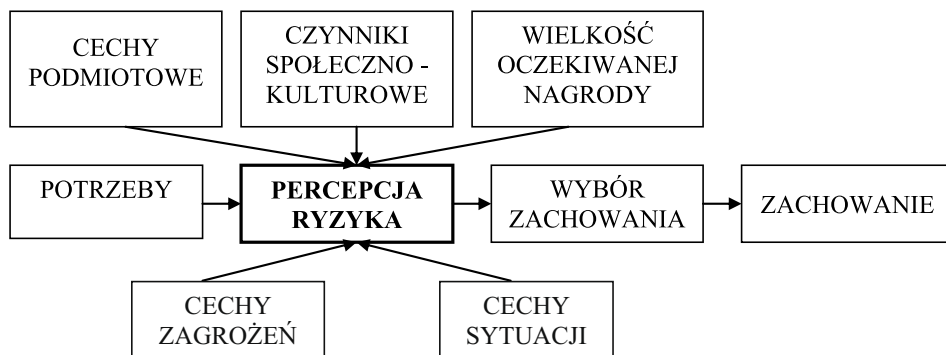 CECHY
PODMIOTOWE
CZYNNIKI
SPOŁECZNO -
KULTUROWE
WIELKOŚĆ
OCZEKIWANEJ
NAGRODY
POTRZEBY
PERCEPCJA
RYZYKA
WYBÓR
ZACHOWANIA
ZACHOWANIE
CECHY
ZAGROŻEŃ
CECHY
SYTUACJI